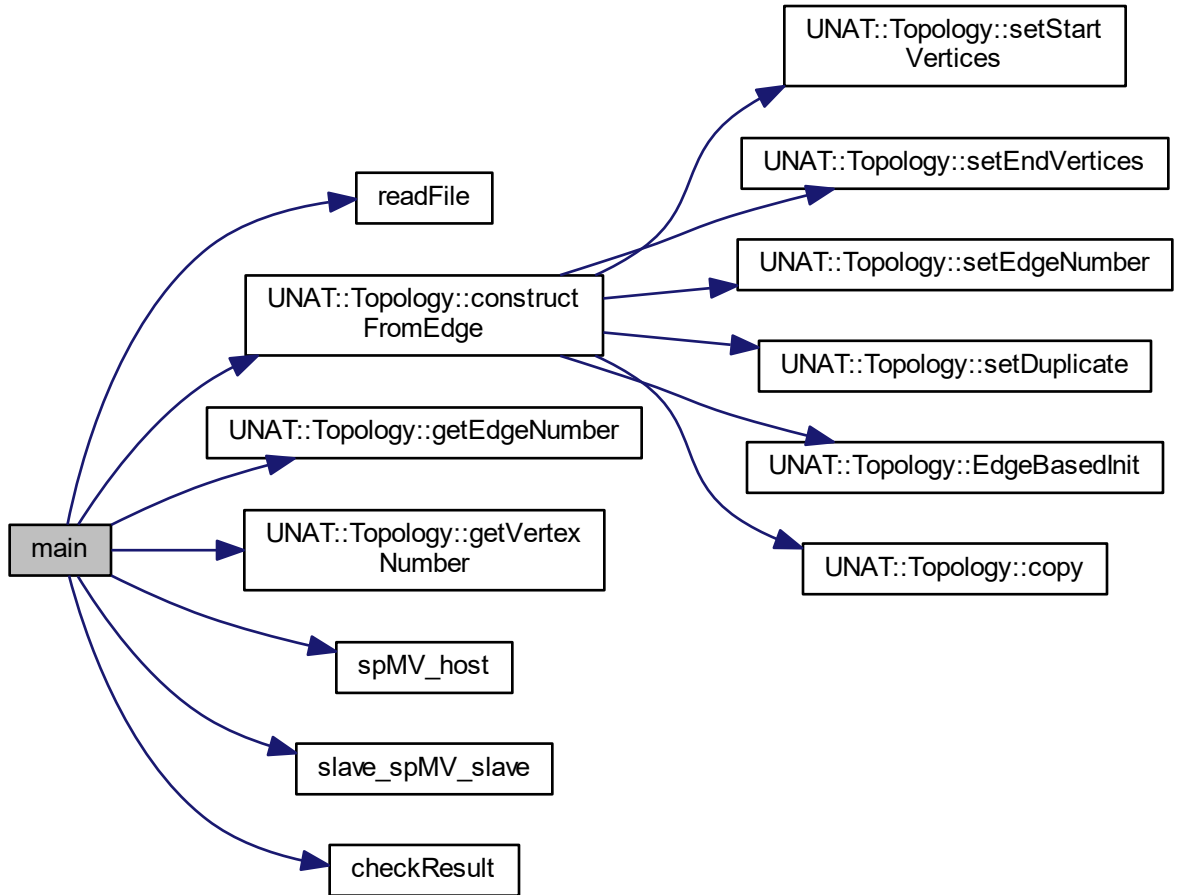 main
readFile
UNAT::Topology::construct
FromEdge
UNAT::Topology::getEdgeNumber
UNAT::Topology::getVertex
Number
spMV_host
slave_spMV_slave
checkResult
UNAT::Topology::setStart
Vertices
UNAT::Topology::setEndVertices
UNAT::Topology::setEdgeNumber
UNAT::Topology::setDuplicate
UNAT::Topology::EdgeBasedInit
UNAT::Topology::copy